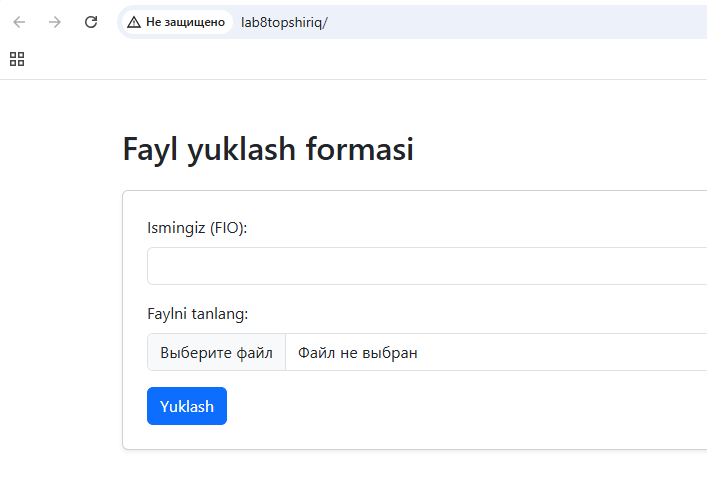 Не защищено lab8topshiriq/
Fayl yuklash formasi
Ismingiz (FIO):
Faylni tanlang:
Выберите файл Файл не выбран
Yuklash